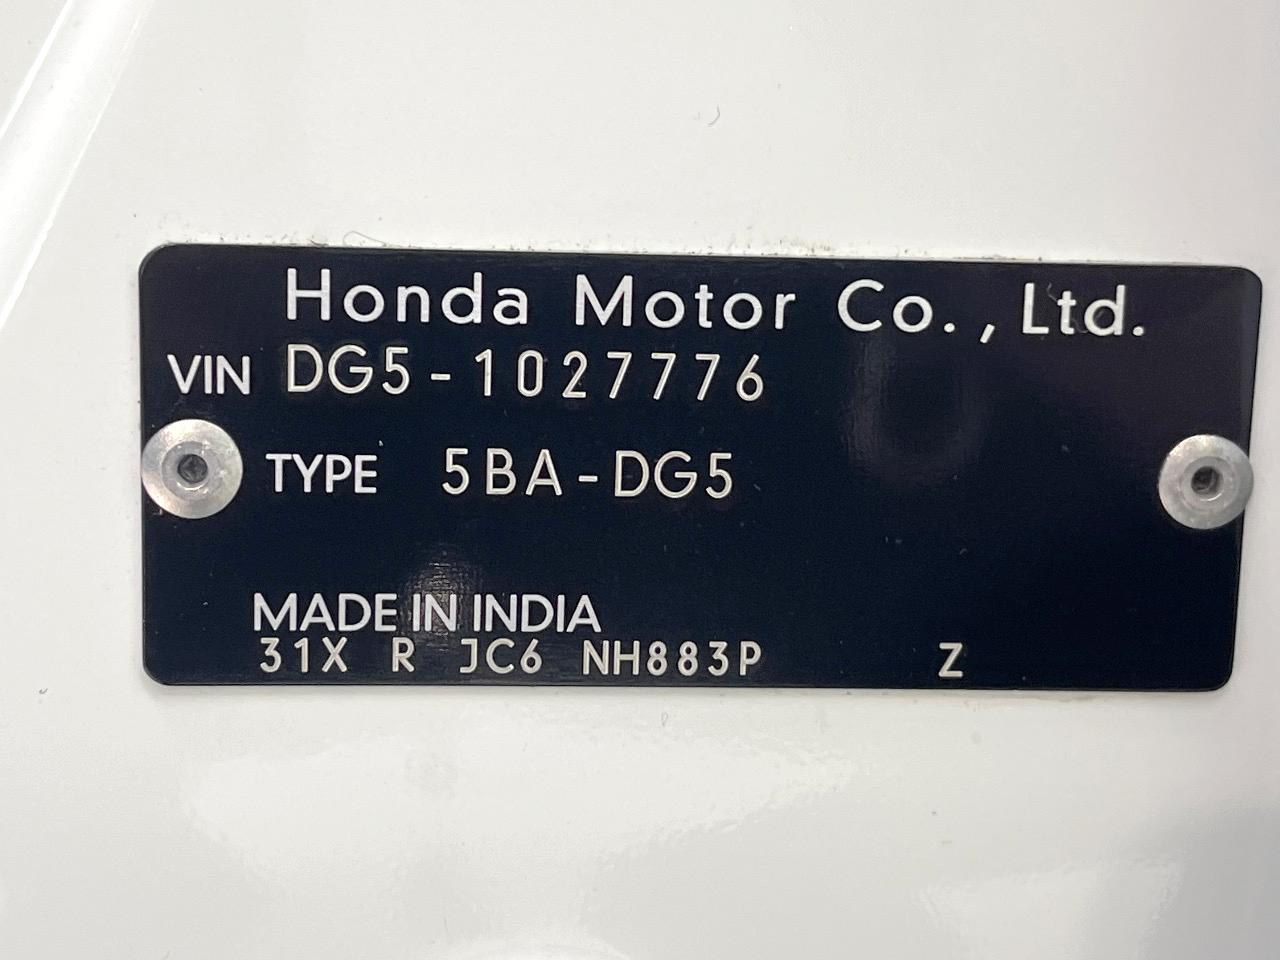 Honda Motor Co., Ltd.
VIN DG5-1027776
TYPE 5BA-DG5
MADE IN INDIA
31X R JC6 NH883P Z